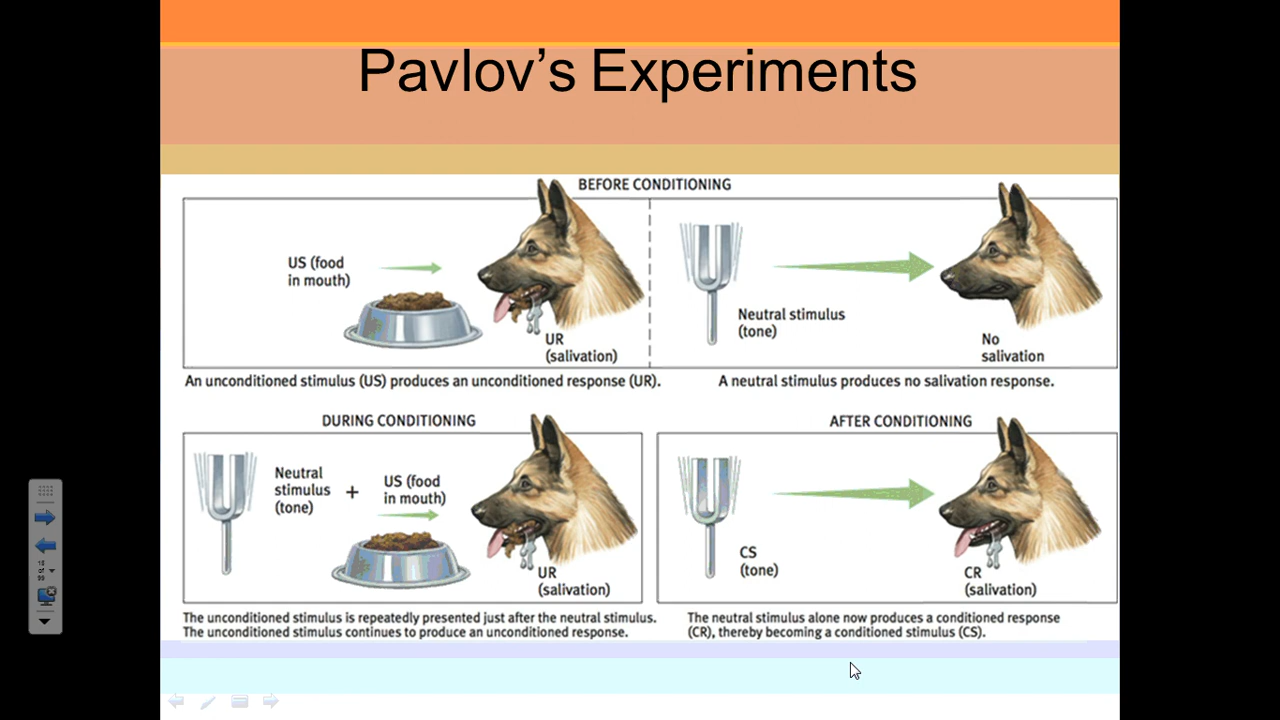 Pavlov's Experiments
BEFORE CONDITIONING
US (food
in mouth)
UR
(salivation)
Neutral stimulus
(tone)
No
salivation
An unconditioned stimulus (US) produces an unconditioned response (UR).
A neutral stimulus produces no salivation response.
DURING CONDITIONING
Neutral
stimulus
(tone)
+
US (food
in mouth)
UR
(salivation)
The unconditioned stimulus is repeatedly presented just after the neutral stimulus.
The unconditioned stimulus continues to produce an unconditioned response.
AFTER CONDITIONING
CS
(tone)
CR
(salivation)
The neutral stimulus alone now produces a conditioned response
(CR), thereby becoming a conditioned stimulus (CS).
of